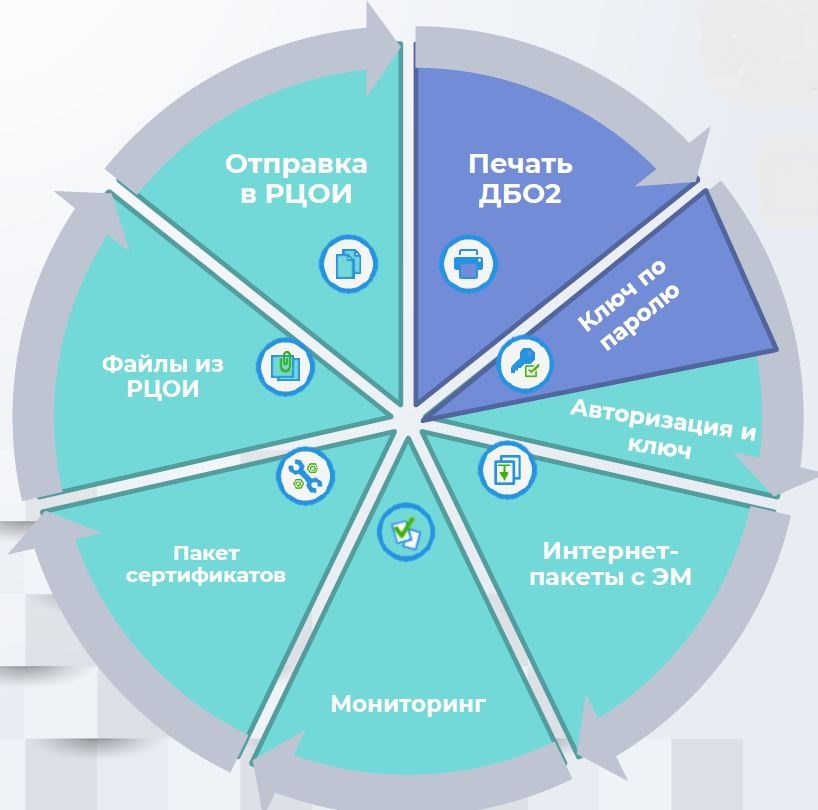 Отправка
в РЦОИ
Печать
ДБО2
Ключ по
паролю
Авторизация и
ключ
Интернет-
пакеты с ЭМ
Мониторинг
Пакет
сертификатов
Файлы из
РЦОИ